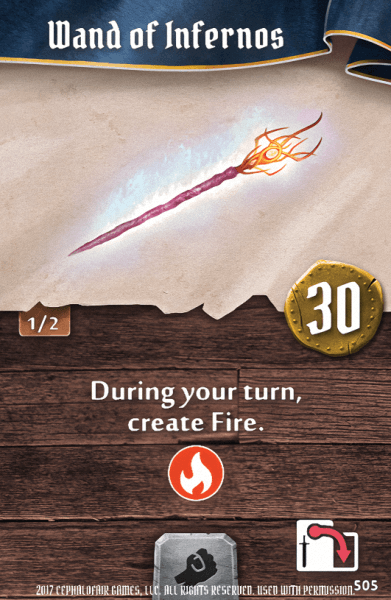 Wand of Infernos
1/2
30
During your turn,
create Fire.
2017 CEPHALOFAIR GAMES, LLC. ALL RIGHTS RESERVED. USED WITH PERMISSION
505